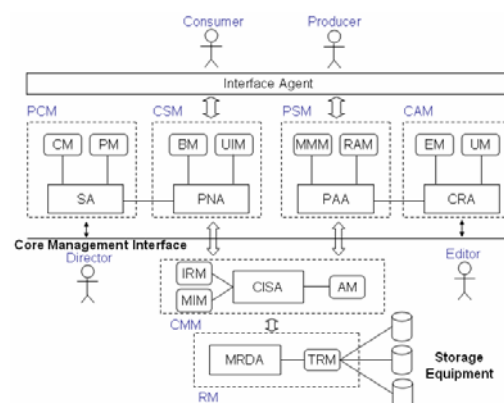 Consumer Producer
Interface Agent
PCM CSM PSM CAM
CM PM BM UIM MMM RAM EM UM
SA PNA PAA CRA
Core Management Interface
Director Editor
IRM
CISA AM
MIM
CMM
MRDA TRM
Storage
Equipment
RM